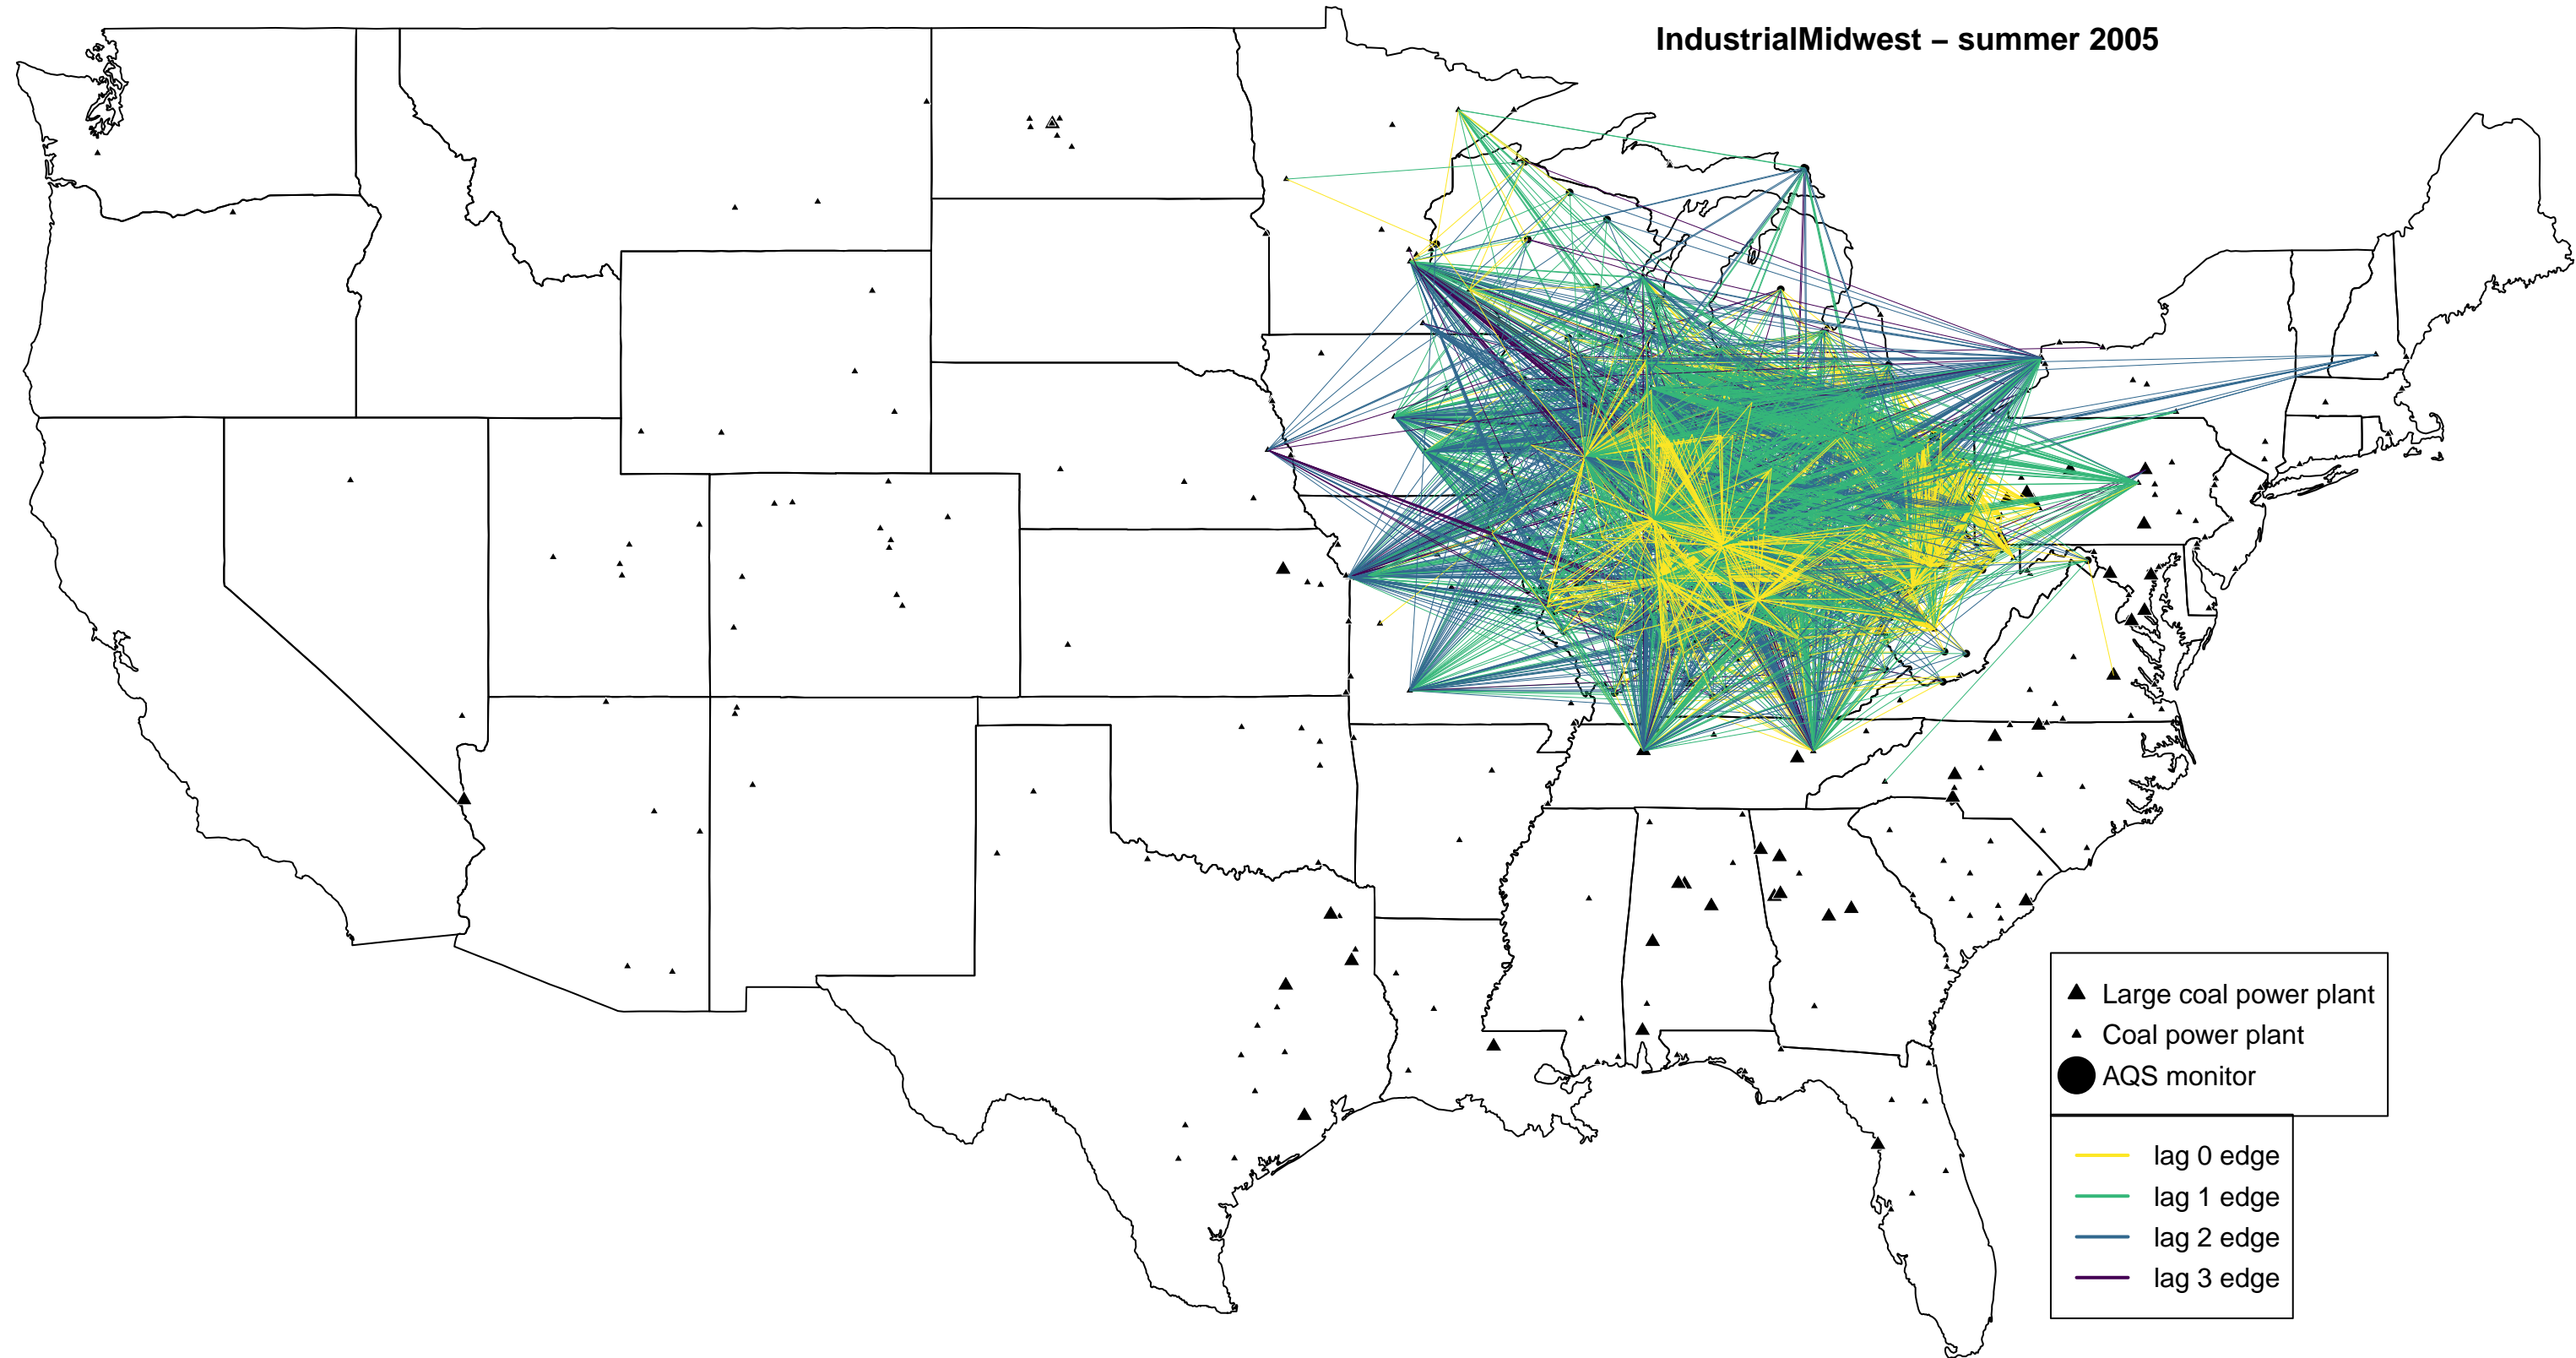 IndustrialMidwest – summer 2005
Large coal power plant
Coal power plant
AQS monitor
lag 0 edge
lag 1 edge
lag 2 edge
lag 3 edge